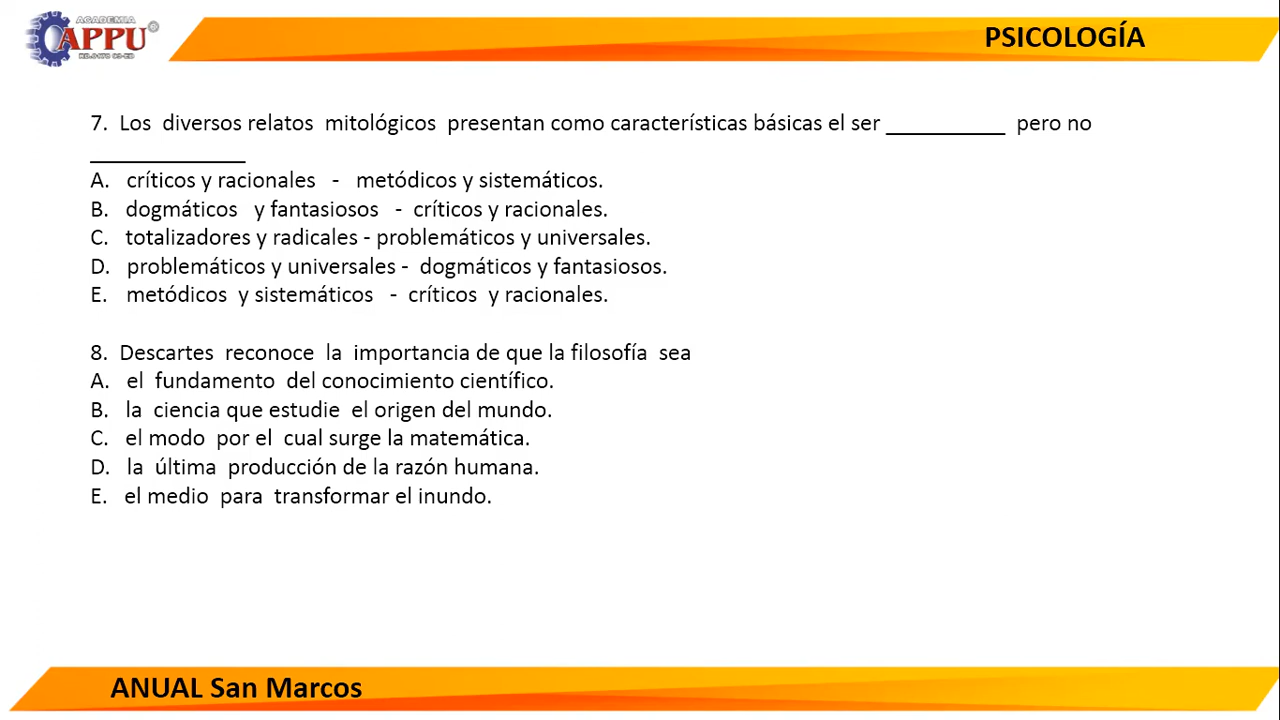 ACADEMIA
APPU
PSICOLOGÍA
7. Los diversos relatos mitológicos presentan como características básicas el ser __________ pero no
_____________
A. críticos y racionales - metódicos y sistemáticos.
B. dogmáticos y fantasiosos - críticos y racionales.
C. totalizadores y radicales - problemáticos y universales.
D. problemáticos y universales - dogmáticos y fantasiosos.
E. metódicos y sistemáticos - críticos y racionales.
8. Descartes reconoce la importancia de que la filosofía sea
A. el fundamento del conocimiento científico.
B. la ciencia que estudie el origen del mundo.
C. el modo por el cual surge la matemática.
D. la última producción de la razón humana.
E. el medio para transformar el inundo.
ANUAL San Marcos